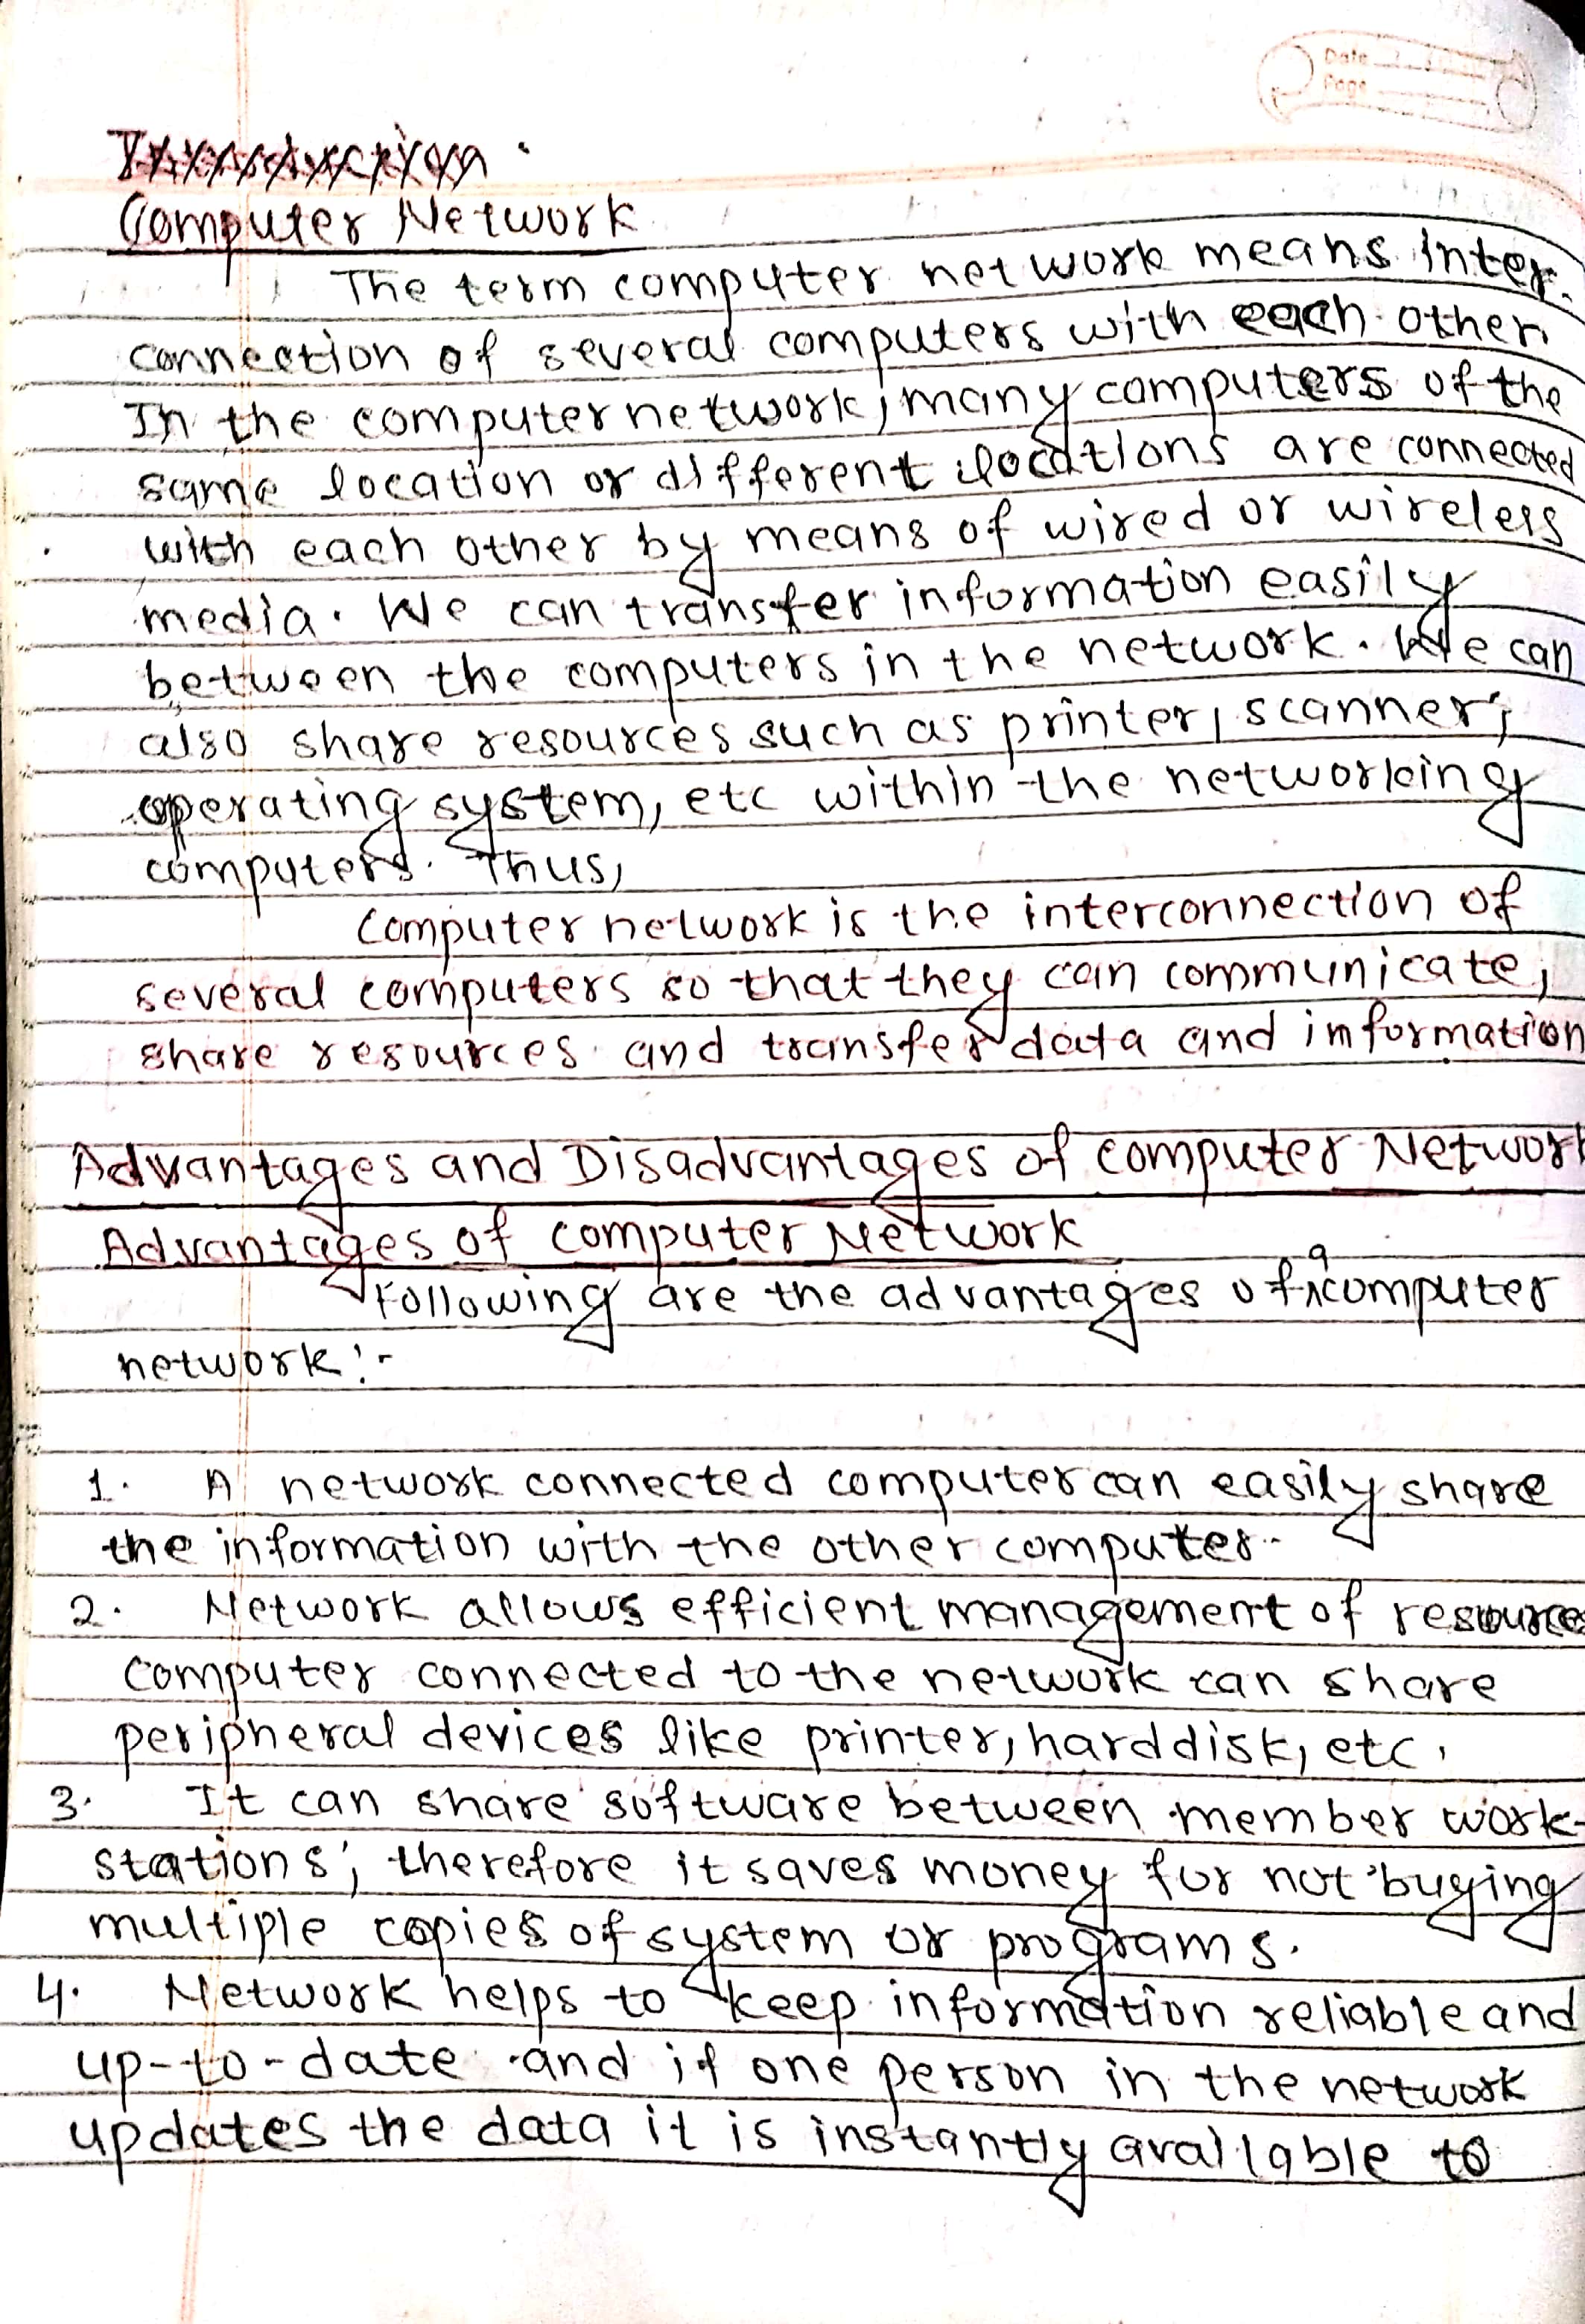 Date
Page
Introduction
Computer Network
The term computer network means inter-
connection of several computers with each other
In the computer network, many computers of the
same location or different locations are connected
with each other by means of wired or wireless
media. We can transfer information easily
between the computers in the network. We can
also share resources such as printer, scanner,
operating system, etc within the networking
computers. Thus,
Computer network is the interconnection of
several computers so that they can communicate,
share resources and transfer data and information
Advantages and Disadvantages of computer Network
Advantages of computer Network
Following are the advantages of a computer
network:-
1. A network connected computer can easily share
the information with the other computer.
2. Network allows efficient management of resources
computer connected to the network can share
peripheral devices like printer, harddisk, etc.
3. It can share software between member work-
stations, therefore it saves money for not buying
multiple copies of system or programs.
4. Network helps to keep information reliable and
up-to-date and if one person in the network
updates the data it is instantly available to